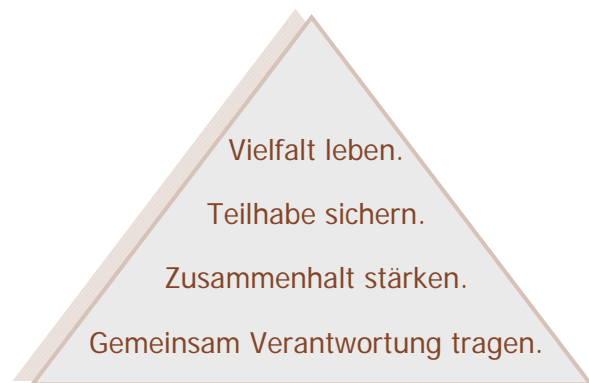 Vielfalt leben.
Teilhabe sichern.
Zusammenhalt stärken.
Gemeinsam Verantwortung tragen.